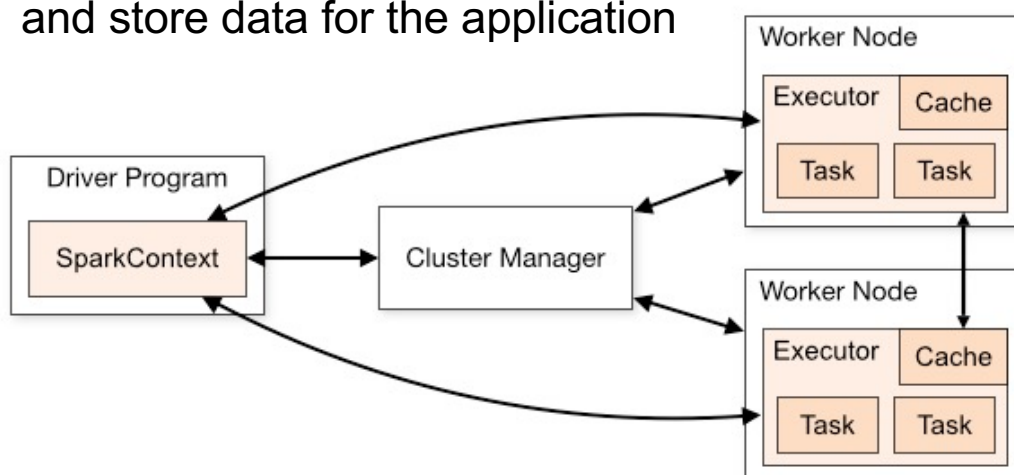 and store data for the application
Worker Node
Executor
Cache
Task
Task
Driver Program
SparkContext
Cluster Manager
Worker Node
Executor
Cache
Task
Task